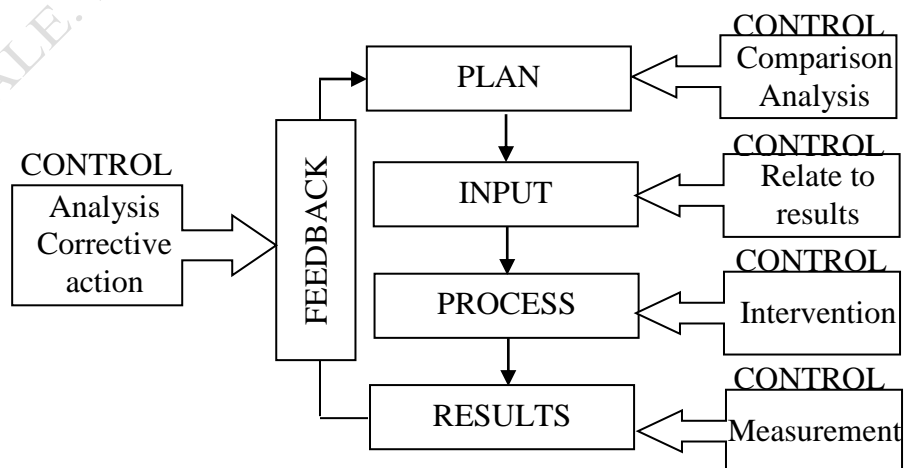 ALE.
CONTROL
Comparison
Analysis
PLAN
CONTROL
Relate to
results
INPUT
CONTROL
Analysis
Corrective
action
FEEDBACK
CONTROL
Intervention
PROCESS
CONTROL
Measurement
RESULTS